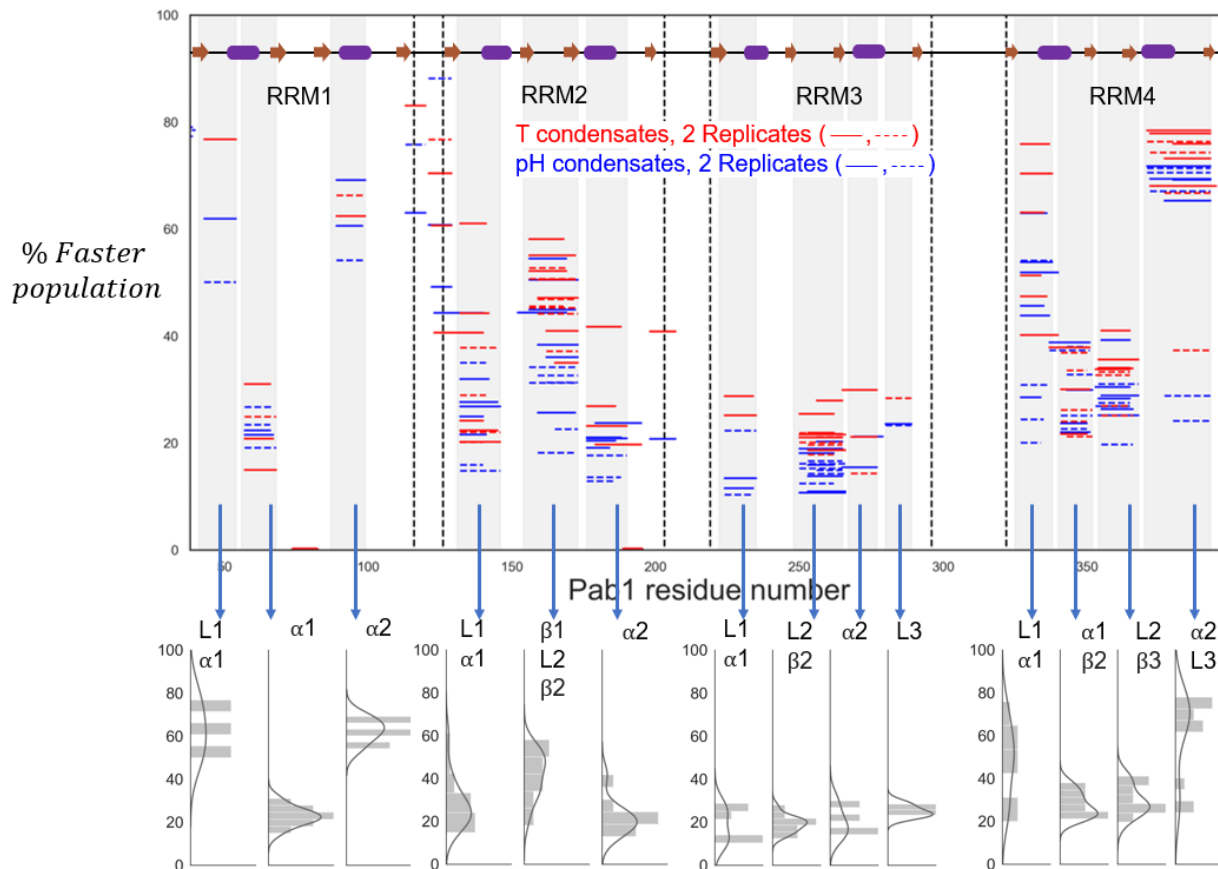 100
80
60
40
20
0
% Faster
population
RRM1 RRM2 RRM3 RRM4
T condensates, 2 Replicates ( —, ---- )
pH condensates, 2 Replicates ( —, ---- )
50 100 150 200 250 300 350
Pab1 residue number
L1 α1 α2 L1 β1 α2 L1 L2 α2 L3 L1 α1 L2 α2
α1 α1 L2 α1 β2 α1 β2 β3 L3
β2
100 100 100 100
80 80 80 80
60 60 60 60
40 40 40 40
20 20 20 20
0 0 0 0